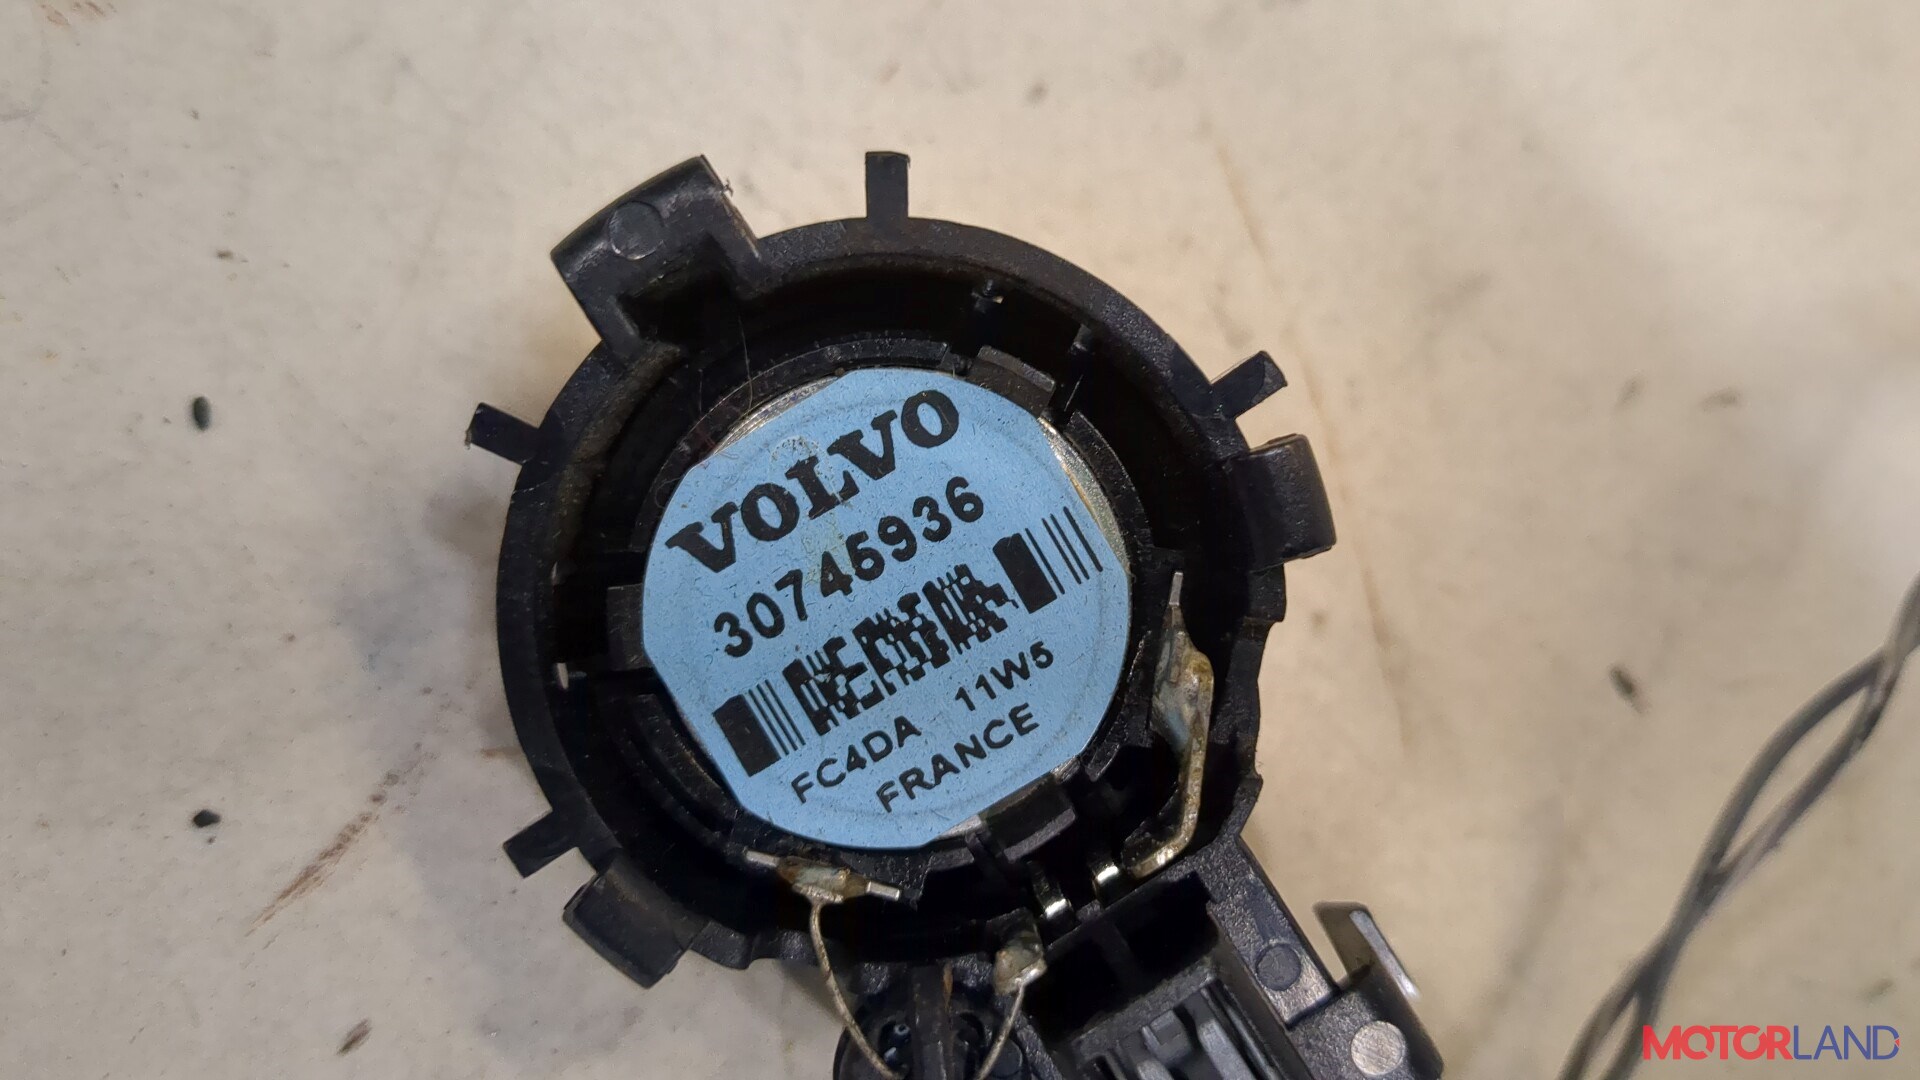 VOLVO
30745936
FC4DA 11W5
FRANCE
MOTORLAND